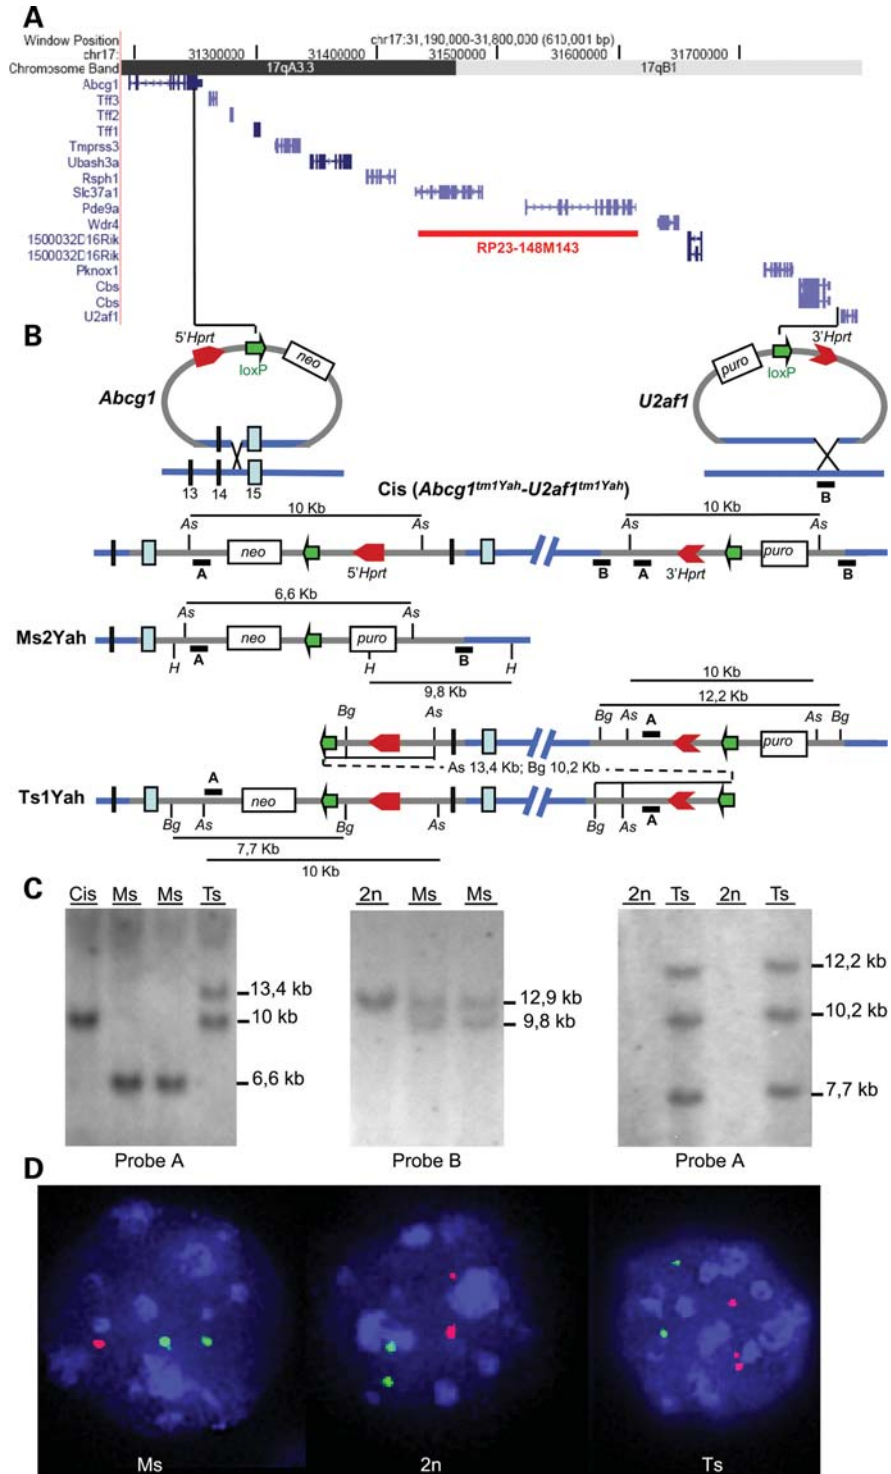 A
Window Position
chr17:31,190,000-31,800,000 (610,001 bp)
chr17:
31300000
31400000
31500000
31600000
31700000
Chromosome Band
17qA3.3
17qB1
Abcg1
Tff3
Tff2
Tff1
Tmprss3
Ubash3a
Rsph1
Slc37a1
Pde9a
Wdr4
RP23-148M143
1500032D16Rik
1500032D16Rik
Pknox1
Cbs
Cbs
U2af1
B
5'Hprt
loxP
neo
Abcg1
13
14
15
puro
loxP
3'Hprt
U2af1
B
Cis (Abcg1tm1Yah-U2af1tm1Yah)
10 Kb
10 Kb
As
As
As
As
A
neo
5'Hprt
B
A
3'Hprt
puro
B
6,6 Kb
As
As
Ms2Yah
H
A
neo
puro
H
B
H
9,8 Kb
10 Kb
12,2 Kb
Bg
As
Bg
As
A
puro
As
Bg
As 13,4 Kb; Bg 10,2 Kb
Ts1Yah
A
neo
Bg
As
Bg
As
Bg
As
A
7,7 Kb
10 Kb
C
Cis
Ms
Ms
Ts
13,4 kb
10 kb
6,6 kb
Probe A
2n
Ms
Ms
12,9 kb
9,8 kb
Probe B
2n
Ts
2n
Ts
12,2 kb
10,2 kb
7,7 kb
Probe A
D
Ms
2n
Ts